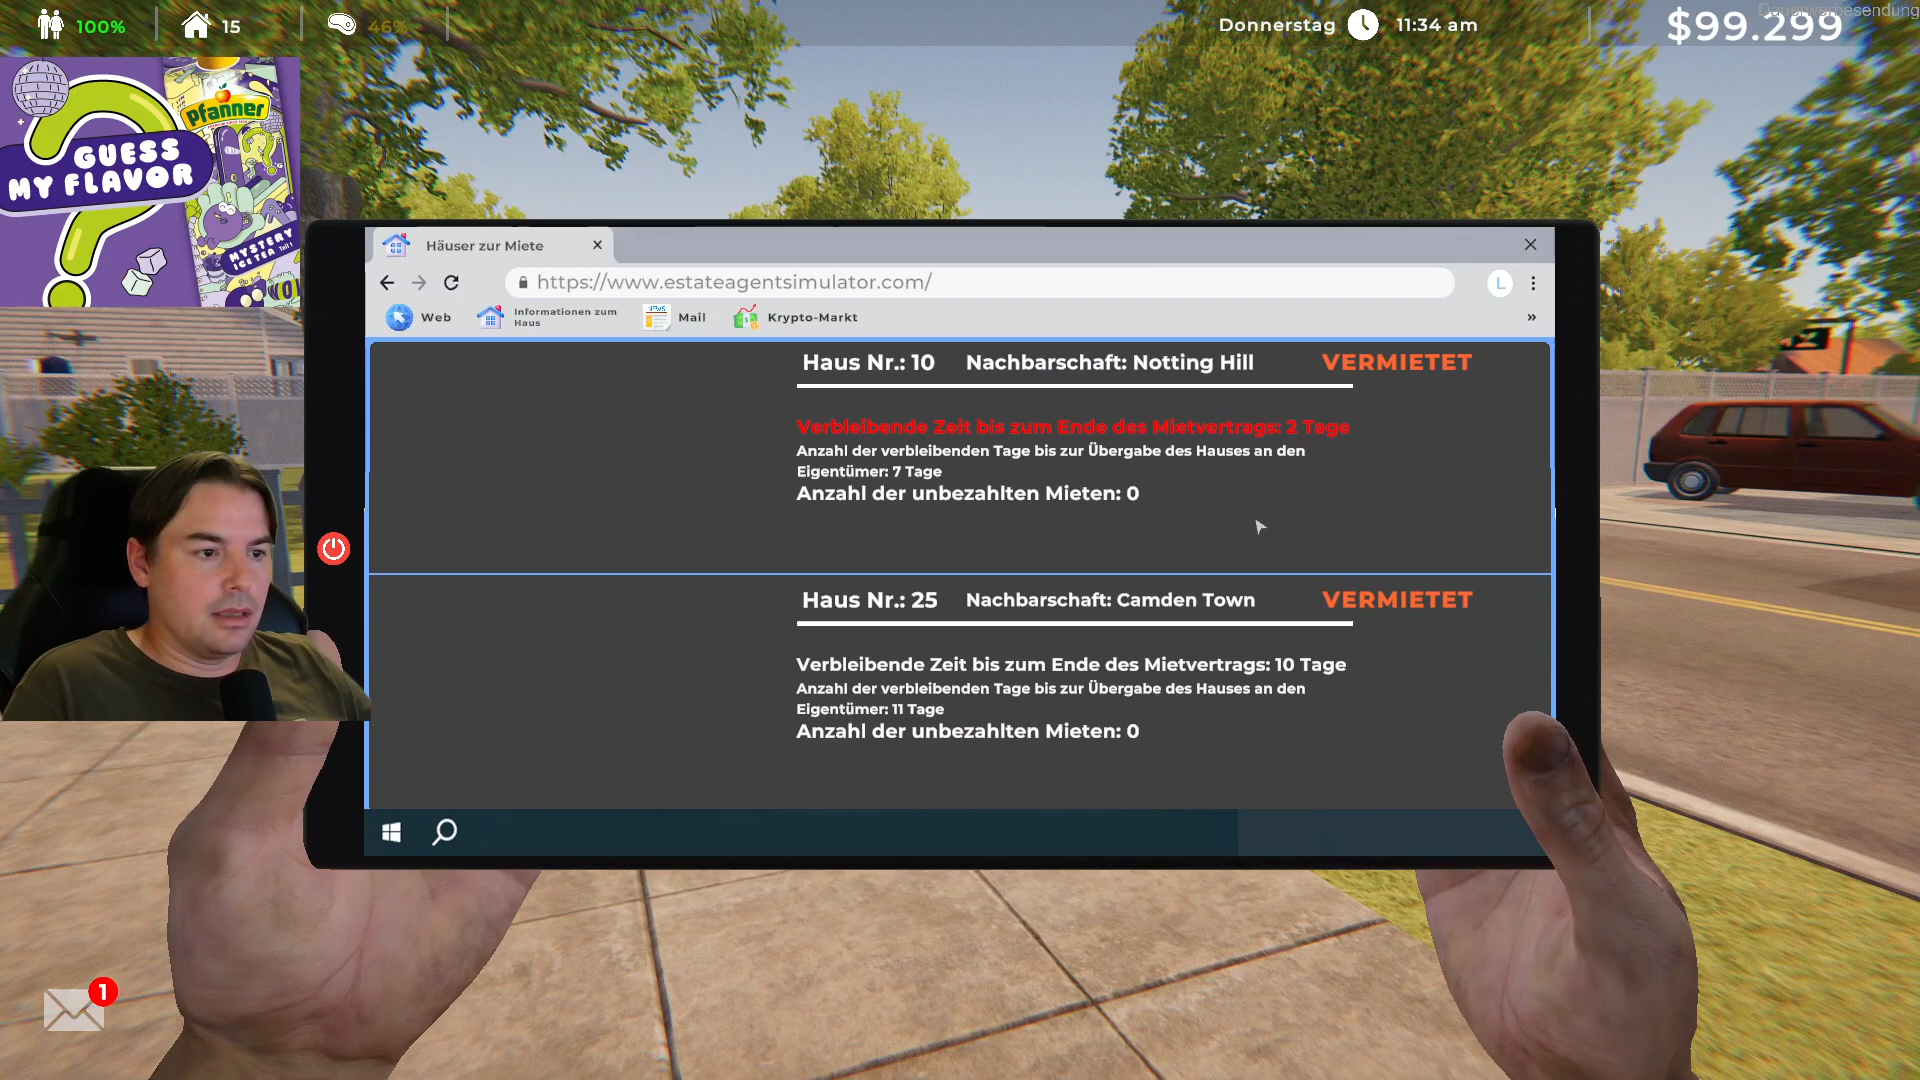 100%
15
46%
Donnerstag
11:34 am
Dauerwerbesendung
$99.299
Pfanner
GUESS
MY FLAVOR
MYSTERY
ICE TEA Teil 1
Häuser zur Miete
https://www.estateagentsimulator.com/
L
Web
Informationen zum
Haus
NEWS
Mail
Krypto-Markt
»
Haus Nr.: 10 Nachbarschaft: Notting Hill VERMIETET
Verbleibende Zeit bis zum Ende des Mietvertrags: 2 Tage
Anzahl der verbleibenden Tage bis zur Übergabe des Hauses an den
Eigentümer: 7 Tage
Anzahl der unbezahlten Mieten: 0
Haus Nr.: 25 Nachbarschaft: Camden Town VERMIETET
Verbleibende Zeit bis zum Ende des Mietvertrags: 10 Tage
Anzahl der verbleibenden Tage bis zur Übergabe des Hauses an den
Eigentümer: 11 Tage
Anzahl der unbezahlten Mieten: 0
1